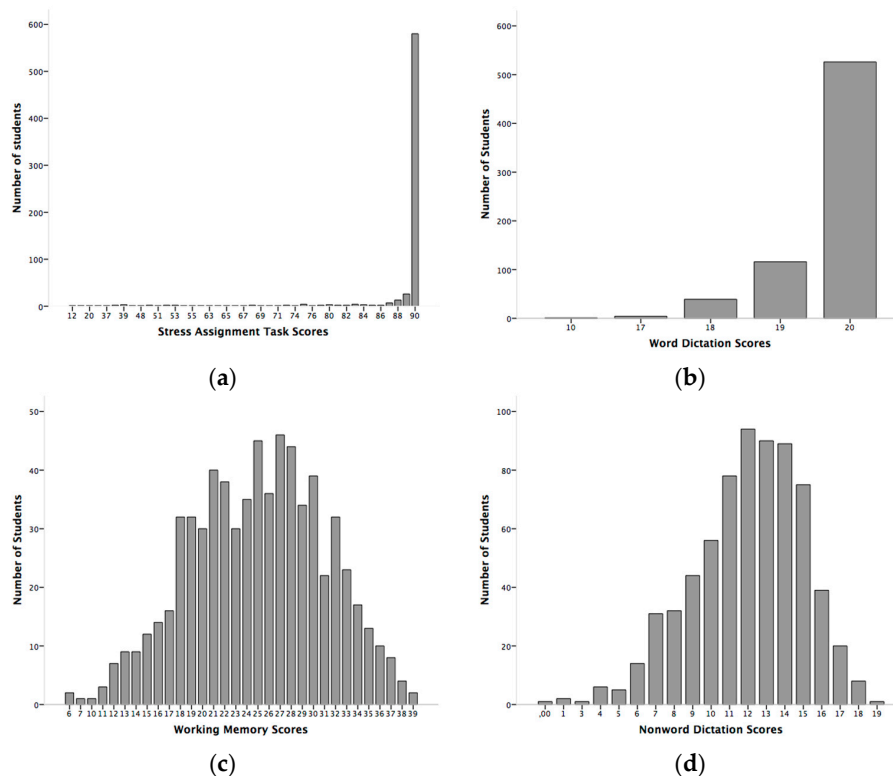 600
500
400
300
200
100
0
Number of students
12 20 37 39 48 51 53 55 63 65 67 69 71 74 76 80 82 84 86 88 90
Stress Assignment Task Scores
(a)
600
500
400
300
200
100
0
Number of Students
10 17 18 19 20
Word Dictation Scores
(b)
50
40
30
20
10
0
Number of Students
6 7 10 11 12 13 14 15 16 17 18 19 20 21 22 23 24 25 26 27 28 29 30 31 32 33 34 35 36 37 38 39
Working Memory Scores
(c)
100
80
60
40
20
0
Number of Students
,00 1 3 4 5 6 7 8 9 10 11 12 13 14 15 16 17 18 19
Nonword Dictation Scores
(d)